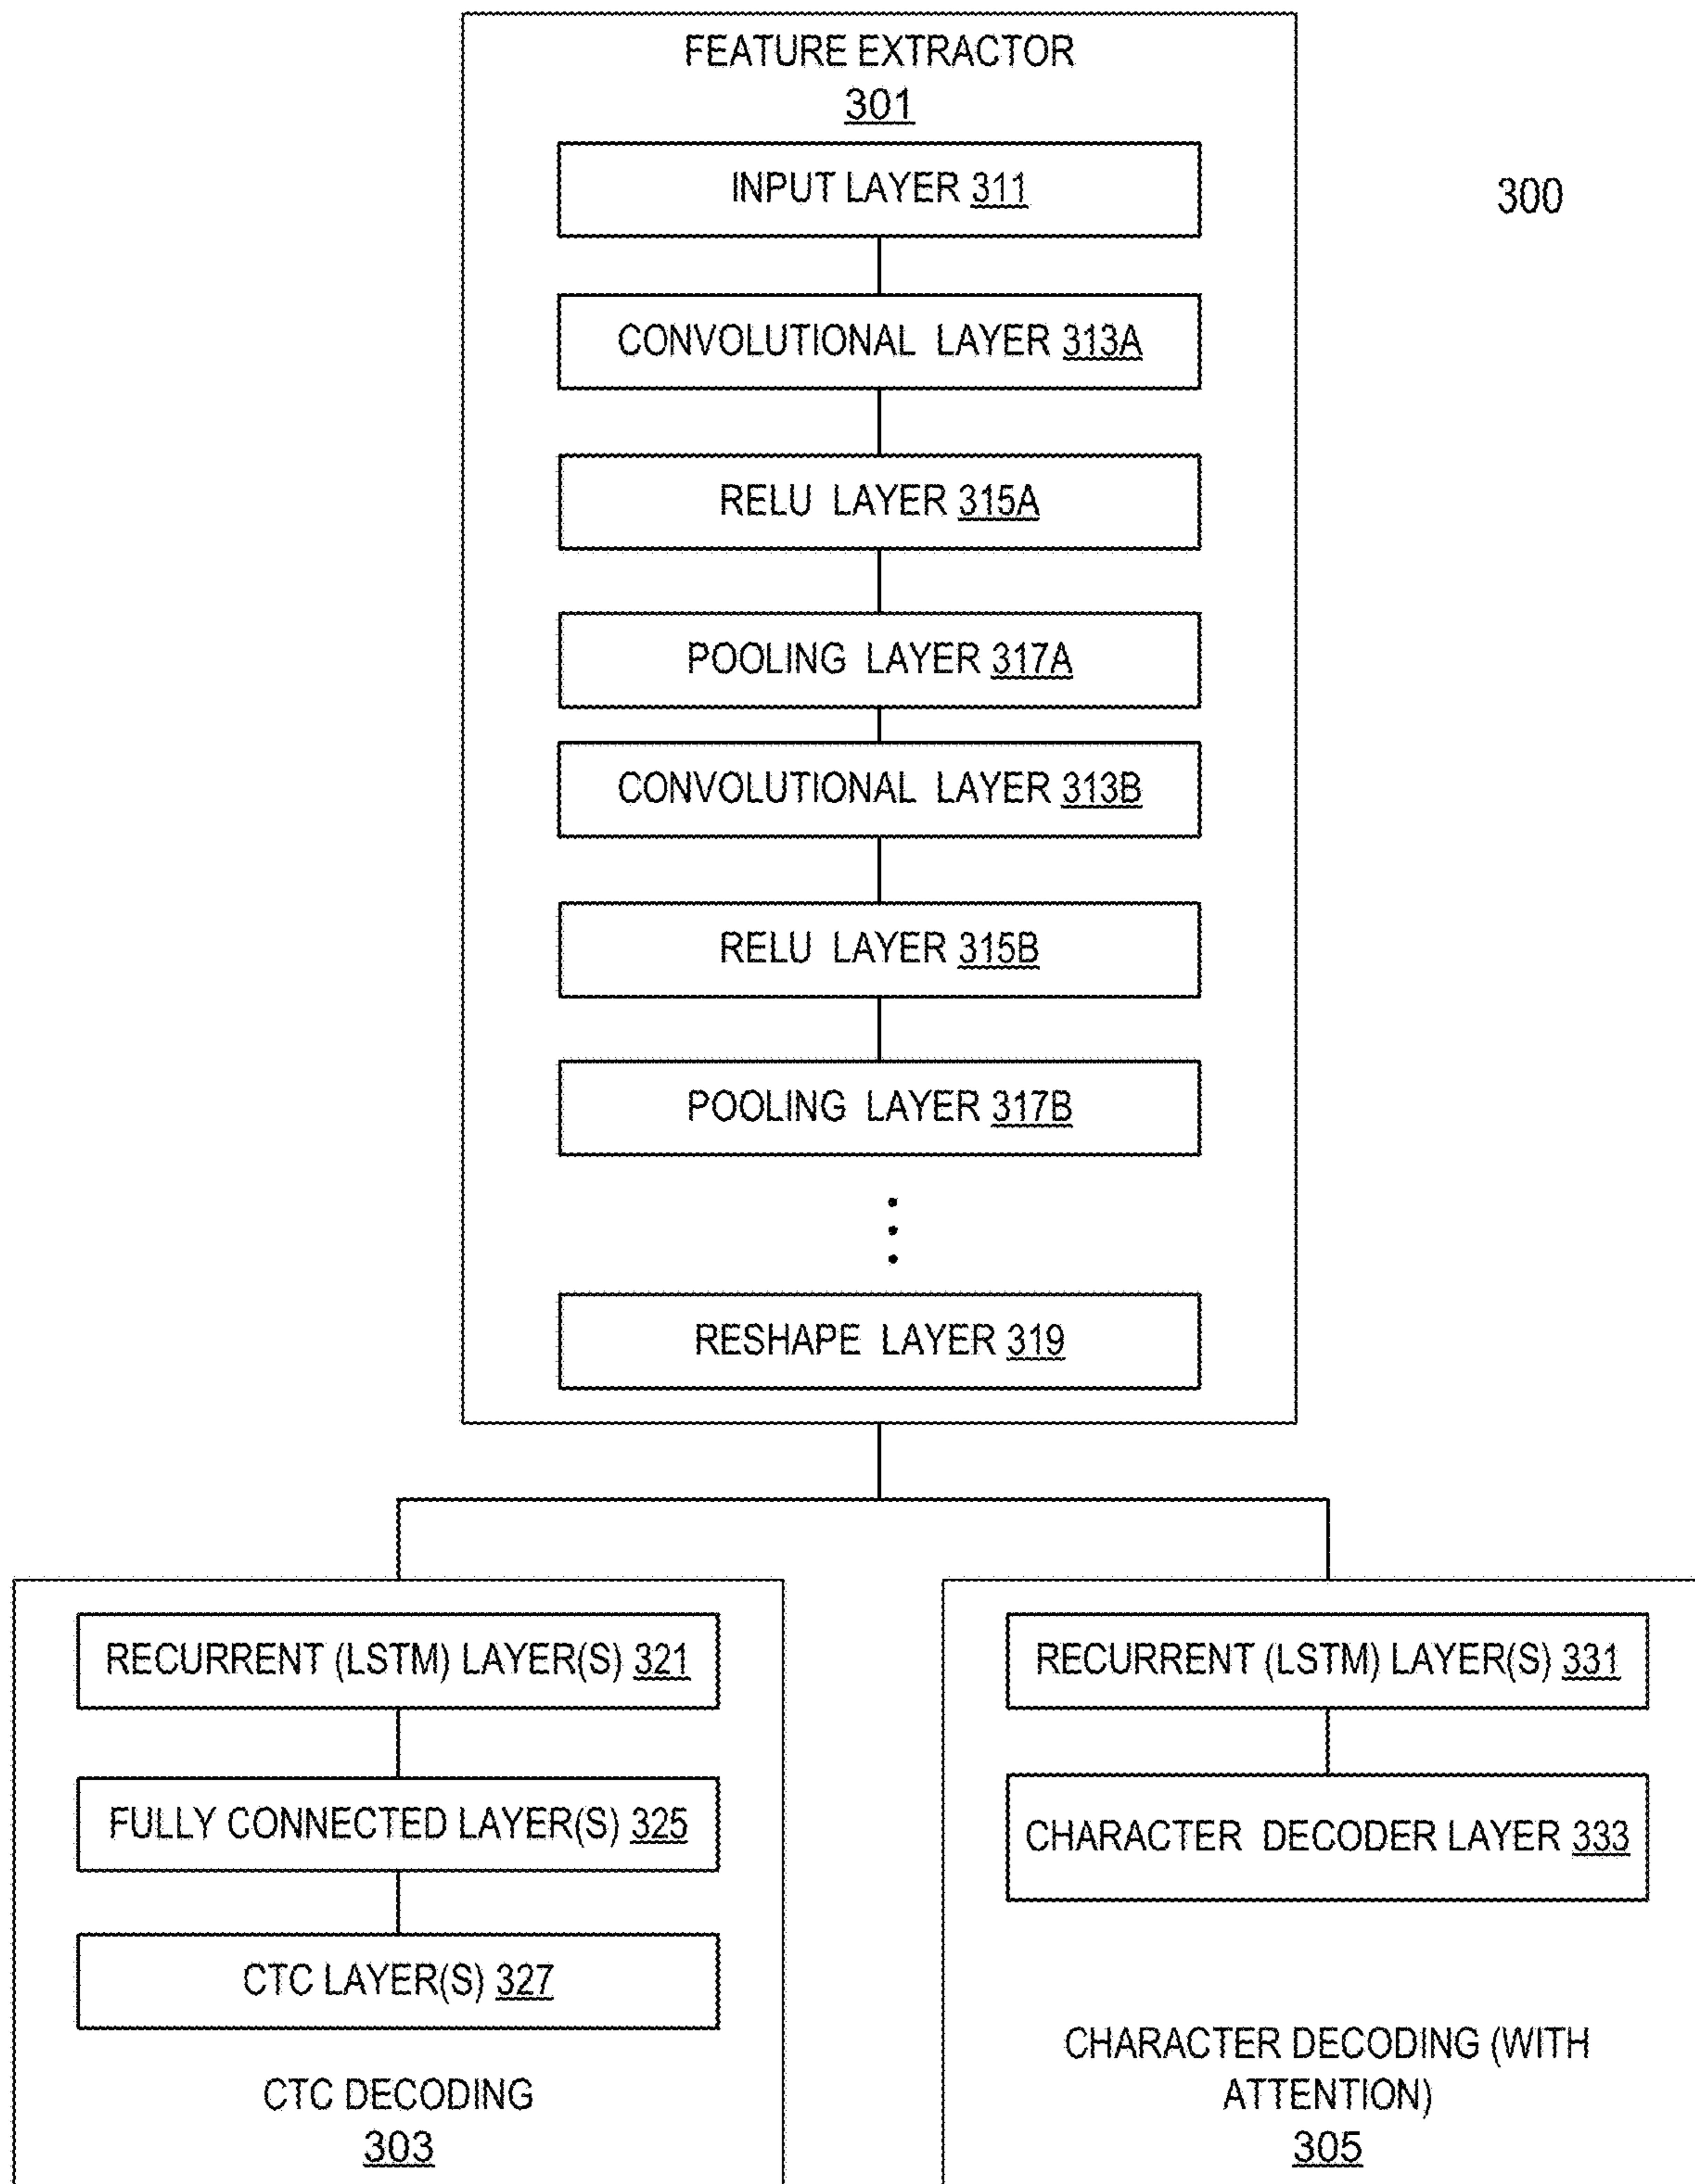 FEATURE EXTRACTOR
301
INPUT LAYER 311
300
CONVOLUTIONAL LAYER 313A
RELU LAYER 315A
POOLING LAYER 317A
CONVOLUTIONAL LAYER 313B
RELU LAYER 315B
POOLING LAYER 317B
RESHAPE LAYER 319
RECURRENT (LSTM) LAYER(S) 321
FULLY CONNECTED LAYER(S) 325
CTC LAYER(S) 327
CTC DECODING
303
RECURRENT (LSTM) LAYER(S) 331
CHARACTER DECODER LAYER 333
CHARACTER DECODING (WITH
ATTENTION)
305